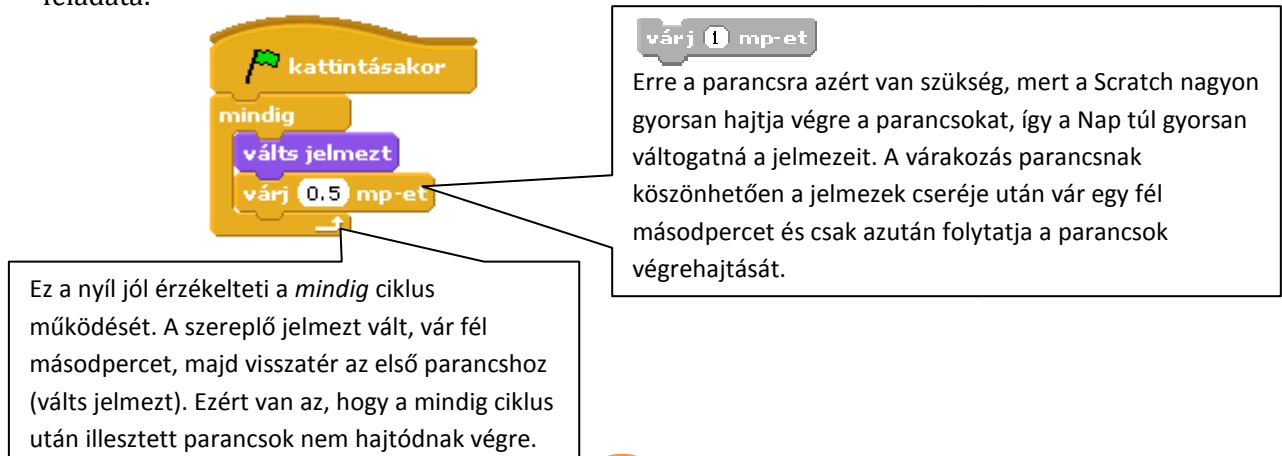 feladata.
kattintásakor
mindig
válts jelmezt
várj 0.5 mp-et
várj 1 mp-et
Erre a parancsra azért van szükség, mert a Scratch nagyon
gyorsan hajtja végre a parancsokat, így a Nap túl gyorsan
váltogatná a jelmezeit. A várakozás parancsnak
köszönhetően a jelmezek cseréje után vár egy fél
másodpercet és csak azután folytatja a parancsok
végrehajtását.
Ez a nyíl jól érzékelteti a mindig ciklus
működését. A szereplő jelmezt vált, vár fél
másodpercet, majd visszatér az első parancshoz
(válts jelmezt). Ezért van az, hogy a mindig ciklus
után illesztett parancsok nem hajtódnak végre.